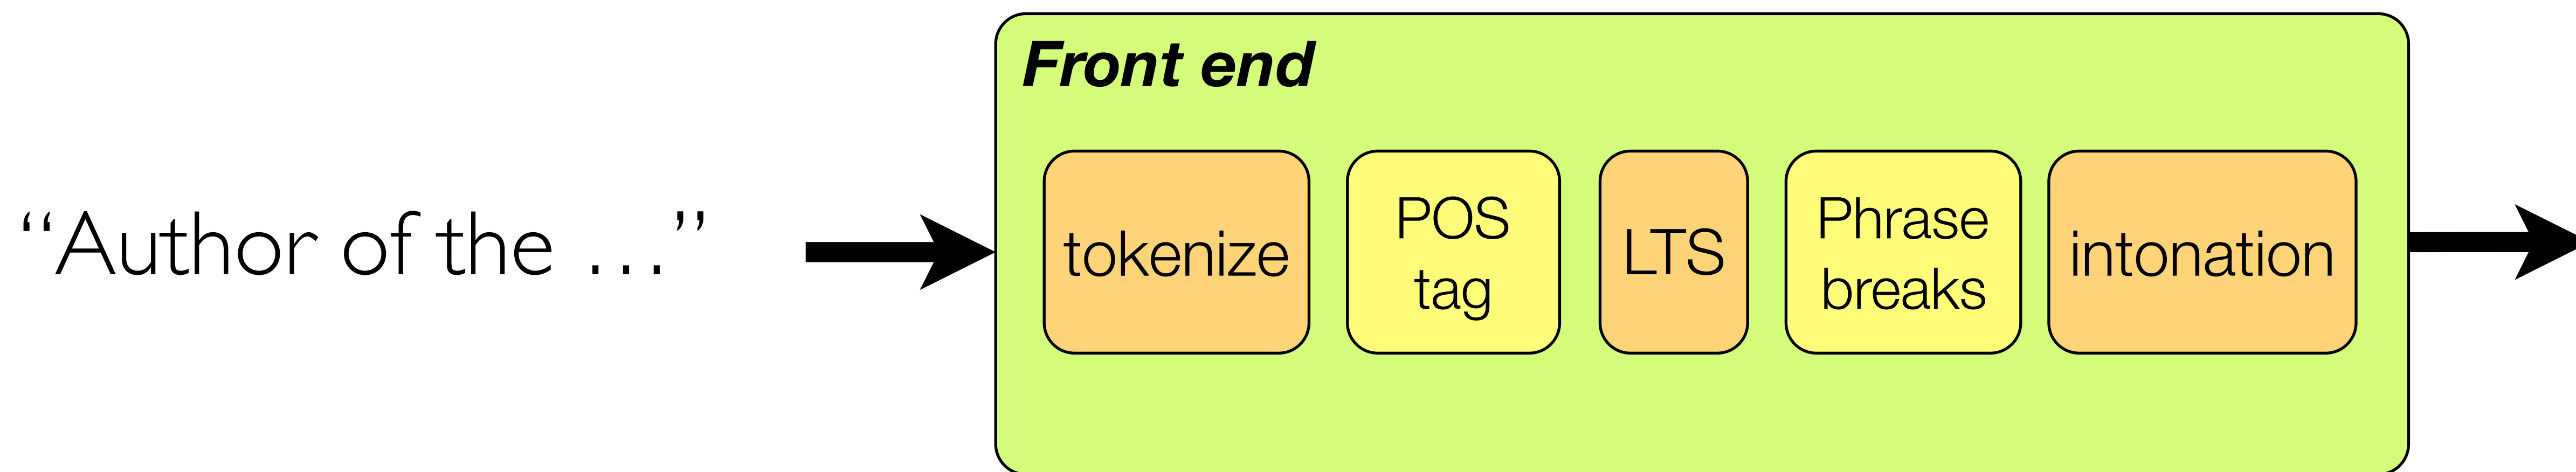 “Author of the …”
Front end
tokenize
POS
tag
LTS
Phrase
breaks
intonation